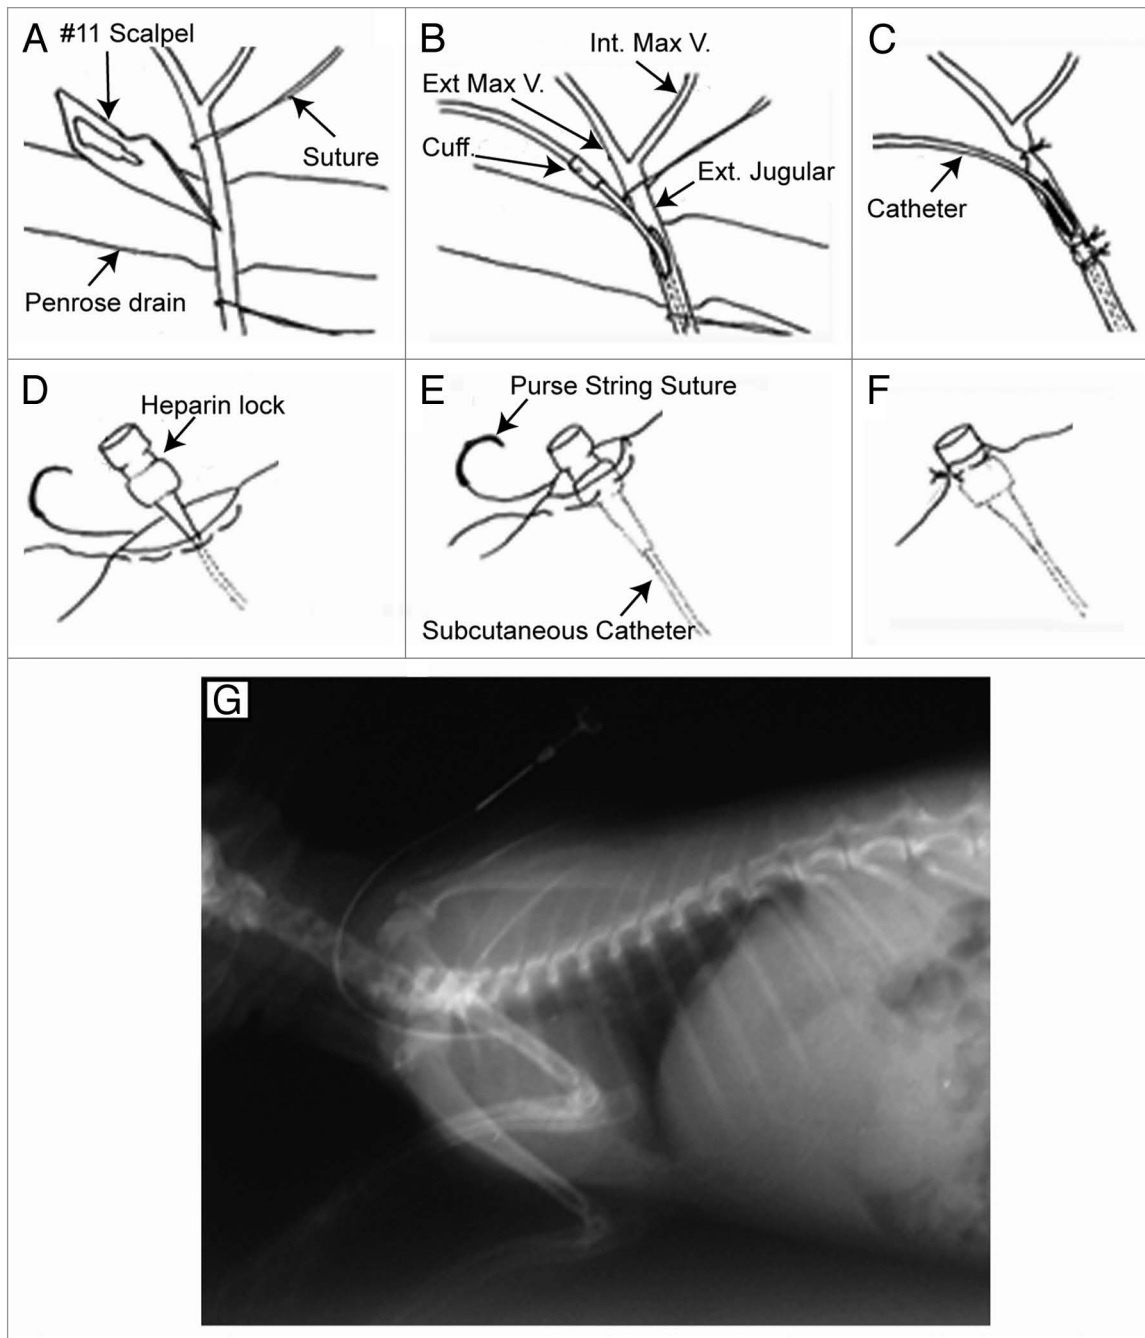 A
#11 Scalpel
Suture
Penrose drain
B
Int. Max V.
Ext Max V.
Cuff.
Ext. Jugular
C
Catheter
D
Heparin lock
E
Purse String Suture
Subcutaneous Catheter
F
G